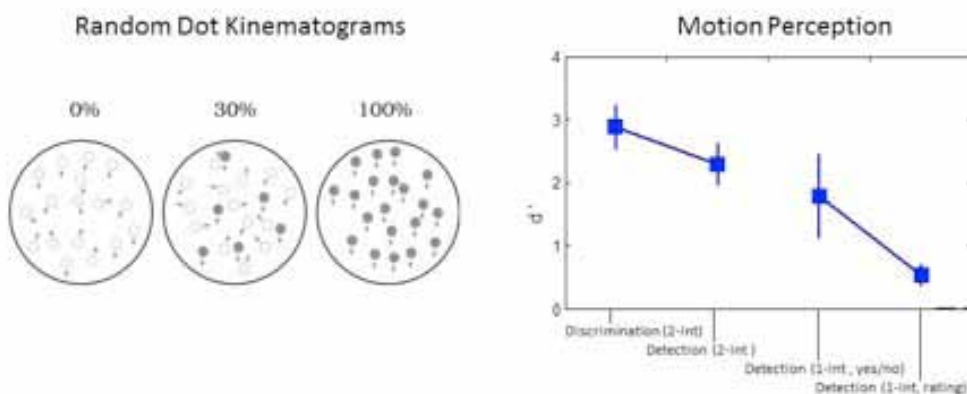 Random Dot Kinematograms
0%
30%
100%
Motion Perception
4
3
2
1
0
d'
Discrimination (2-Int)
Detection (2-Int )
Detection (1-Int , yes/no)
Detection (1-Int, rating)